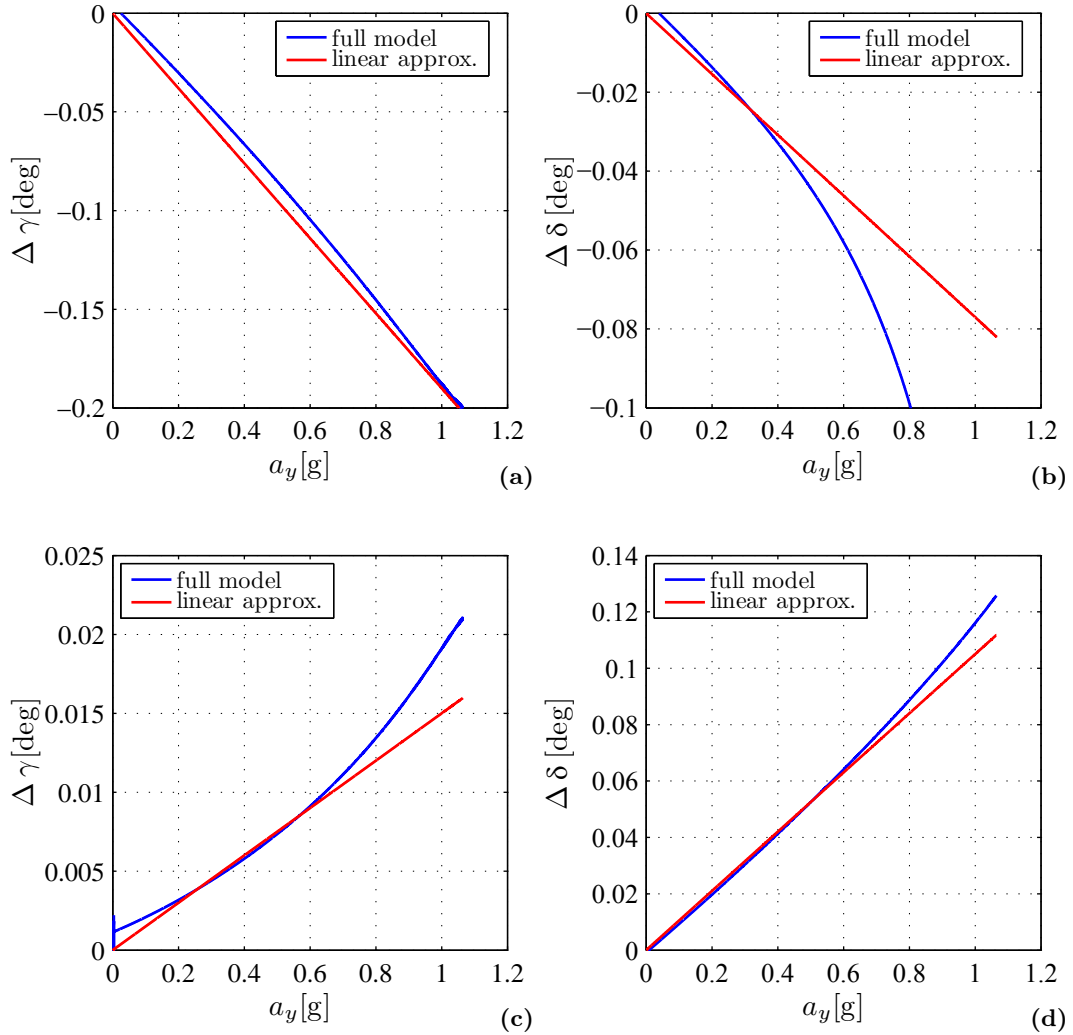 0
−0.05
−0.1
−0.15
−0.2
Δ γ [deg]
full model
linear approx.
0 0.2 0.4 0.6 0.8 1 1.2
a_y [g]
(a)
0
−0.02
−0.04
−0.06
−0.08
−0.1
Δ δ [deg]
full model
linear approx.
0 0.2 0.4 0.6 0.8 1 1.2
a_y [g]
(b)
0.025
0.02
0.015
0.01
0.005
0
Δ γ [deg]
full model
linear approx.
0 0.2 0.4 0.6 0.8 1 1.2
a_y [g]
(c)
0.14
0.12
0.1
0.08
0.06
0.04
0.02
0
Δ δ [deg]
full model
linear approx.
0 0.2 0.4 0.6 0.8 1 1.2
a_y [g]
(d)